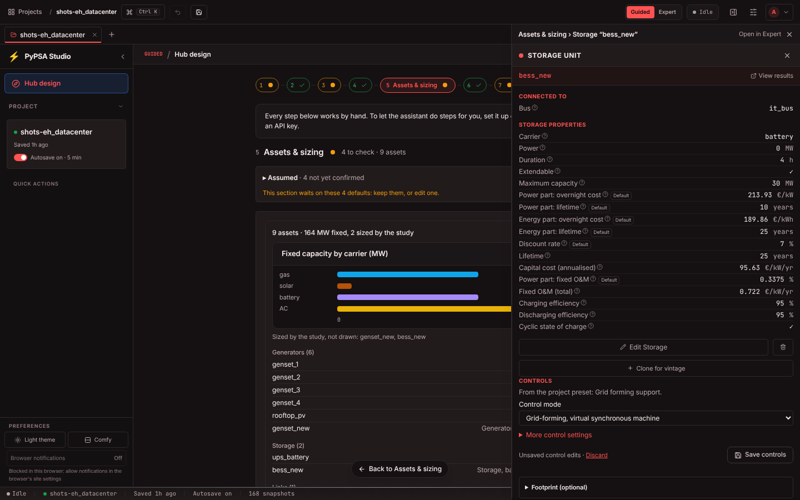 Projects / shots-eh_datacenter
Ctrl K
Guided Expert
Idle
A
shots-eh_datacenter × +
PyPSA Studio
Hub design
PROJECT
shots-eh_datacenter
Saved 1h ago
Autosave on · 5 min
QUICK ACTIONS
PREFERENCES
Light theme
Comfy
Browser notifications Off
Blocked in this browser: allow notifications in the
browser's site settings
GUIDED / Hub design
1
2 ✓
3
4 ✓
5 Assets & sizing
6 ✓
7
Every step below works by hand. To let the assistant do steps for you, set it up
an API key.
5 Assets & sizing 4 to check · 9 assets
▸ Assumed · 4 not yet confirmed
This section waits on these 4 defaults: keep them, or edit one.
9 assets · 164 MW fixed, 2 sized by the study
Fixed capacity by carrier (MW)
gas
solar
battery
AC
Sized by the study, not drawn: genset_new, bess_new
Generators (6)
genset_1
genset_2
genset_3
genset_4
rooftop_pv
genset_new Generato
Storage (2)
ups_battery
bess_new Storage, ba
← Back to Assets & sizing
Assets & sizing › Storage "bess_new"
Open in Expert ×
STORAGE UNIT
bess_new
View results
CONNECTED TO
Bus it_bus
STORAGE PROPERTIES
Carrier battery
Power 0 MW
Duration 4 h
Extendable ✓
Maximum capacity 30 MW
Power part: overnight cost Default 213.93 €/kW
Power part: lifetime Default 10 years
Energy part: overnight cost Default 189.86 €/kWh
Energy part: lifetime Default 25 years
Discount rate Default 7 %
Lifetime 25 years
Capital cost (annualised) 95.63 €/kW/yr
Power part: fixed O&M Default 0.3375 %
Fixed O&M (total) 0.722 €/kW/yr
Charging efficiency 95 %
Discharging efficiency 95 %
Cyclic state of charge ✓
Edit Storage
+ Clone for vintage
CONTROLS
From the project preset: Grid forming support.
Control mode
Grid-forming, virtual synchronous machine
▸ More control settings
Unsaved control edits · Discard
Save controls
▸ Footprint (optional)
Idle shots-eh_datacenter Saved 1h ago Autosave on 168 snapshots